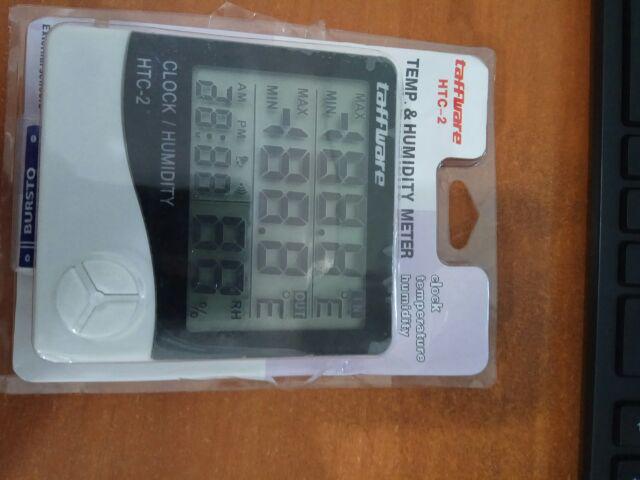 taffware
HTC-2
TEMP. & HUMIDITY METER
clock
temperature
humidity
taffware
MAX
MIN
IN
MAX
MIN
OUT
AM PM
RH
%
CLOCK / HUMIDITY
HTC-2
BURSTO